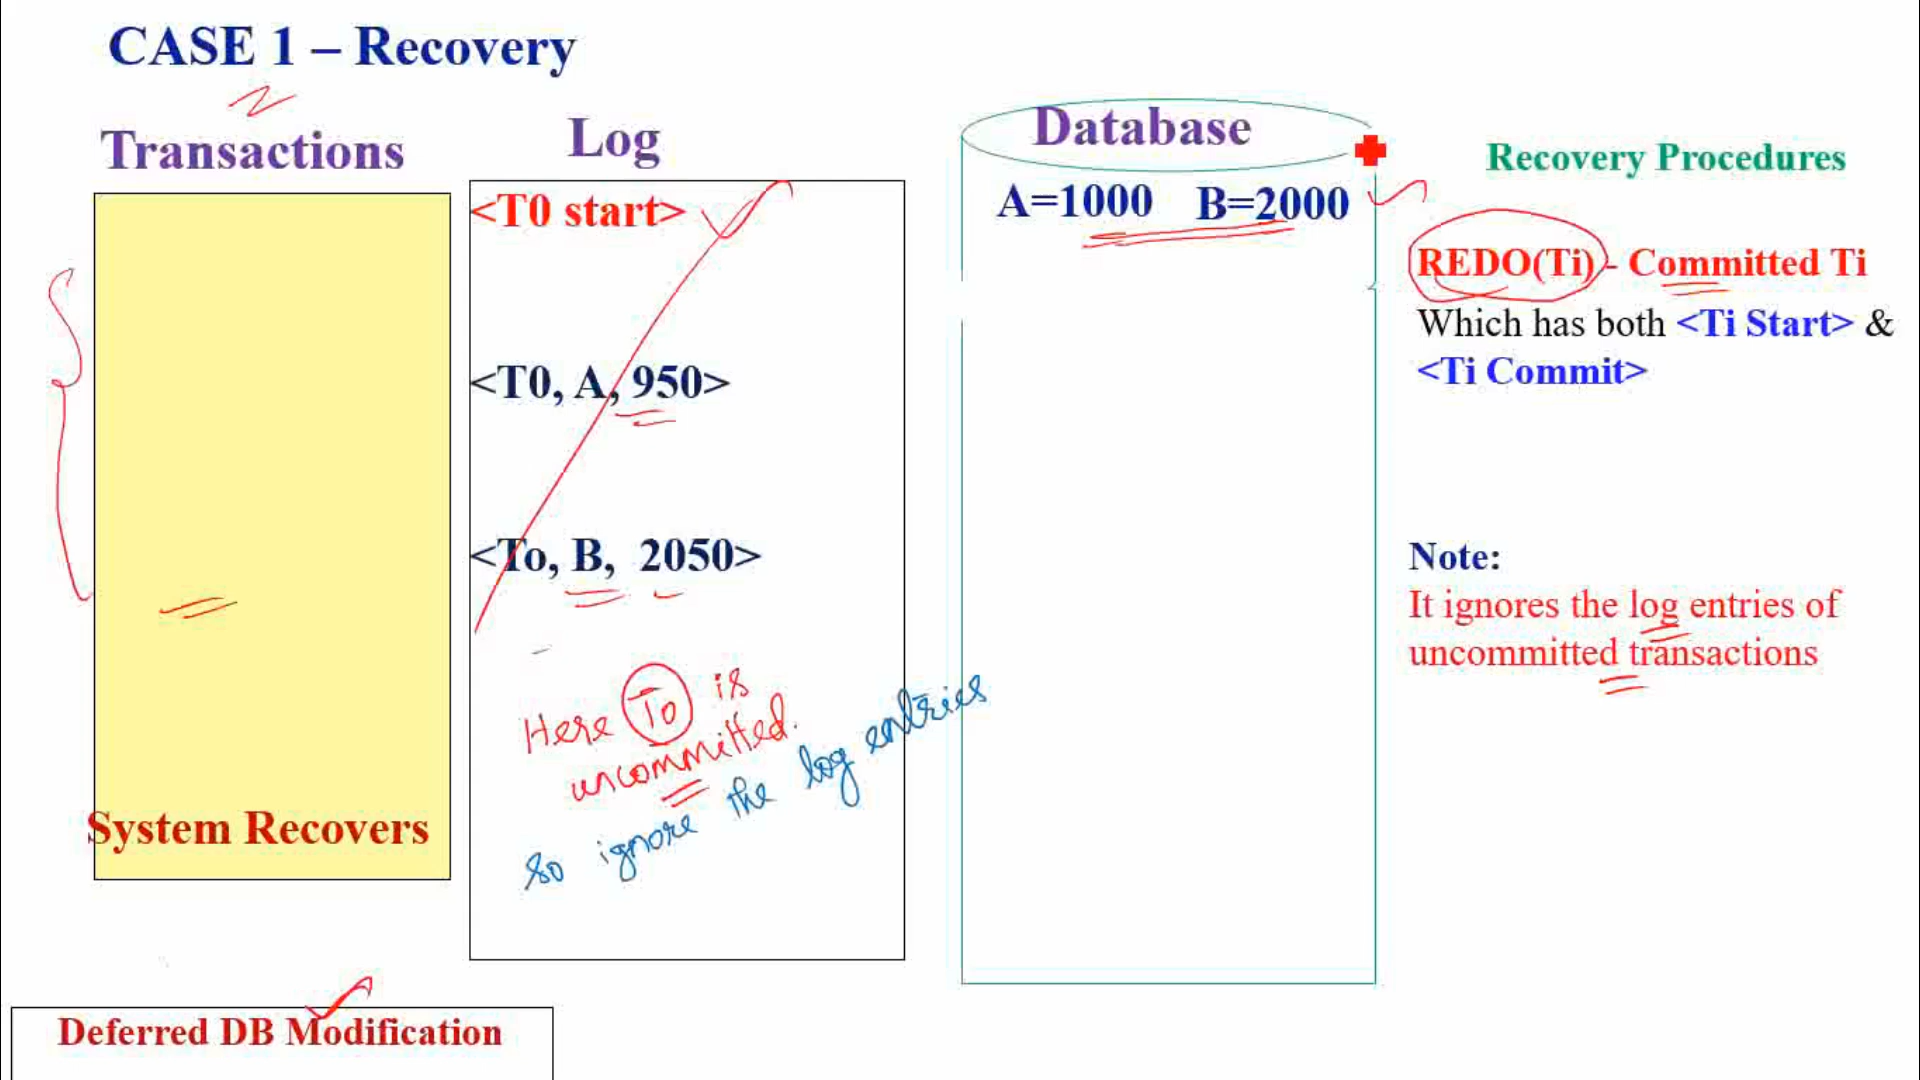 CASE 1 – Recovery
Transactions
System Recovers
Log
<T0 start>
<T0, A, 950>
<To, B, 2050>
Here To is
uncommitted.
So ignore the log entries
Database
A=1000 B=2000
Recovery Procedures
REDO(Ti) - Committed Ti
Which has both <Ti Start> &
<Ti Commit>
Note:
It ignores the log entries of
uncommitted transactions
Deferred DB Modification